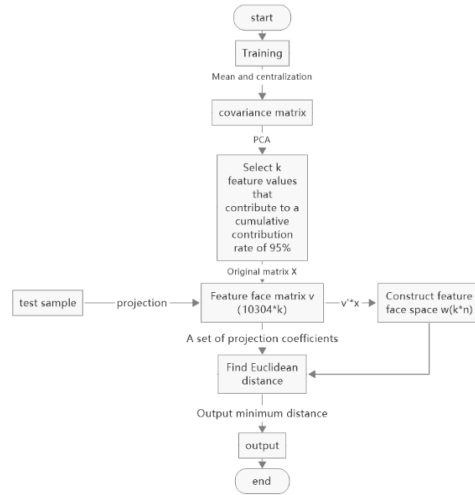 start
Training
Mean and centralization
covariance matrix
PCA
Select k
feature values
that
contribute to a
cumulative
contribution
rate of 95%
Original matrix X
test sample
projection
Feature face matrix v
(10304*k)
v'*x
Construct feature
face space w(k*n)
A set of projection coefficients
Find Euclidean
distance
Output minimum distance
output
end